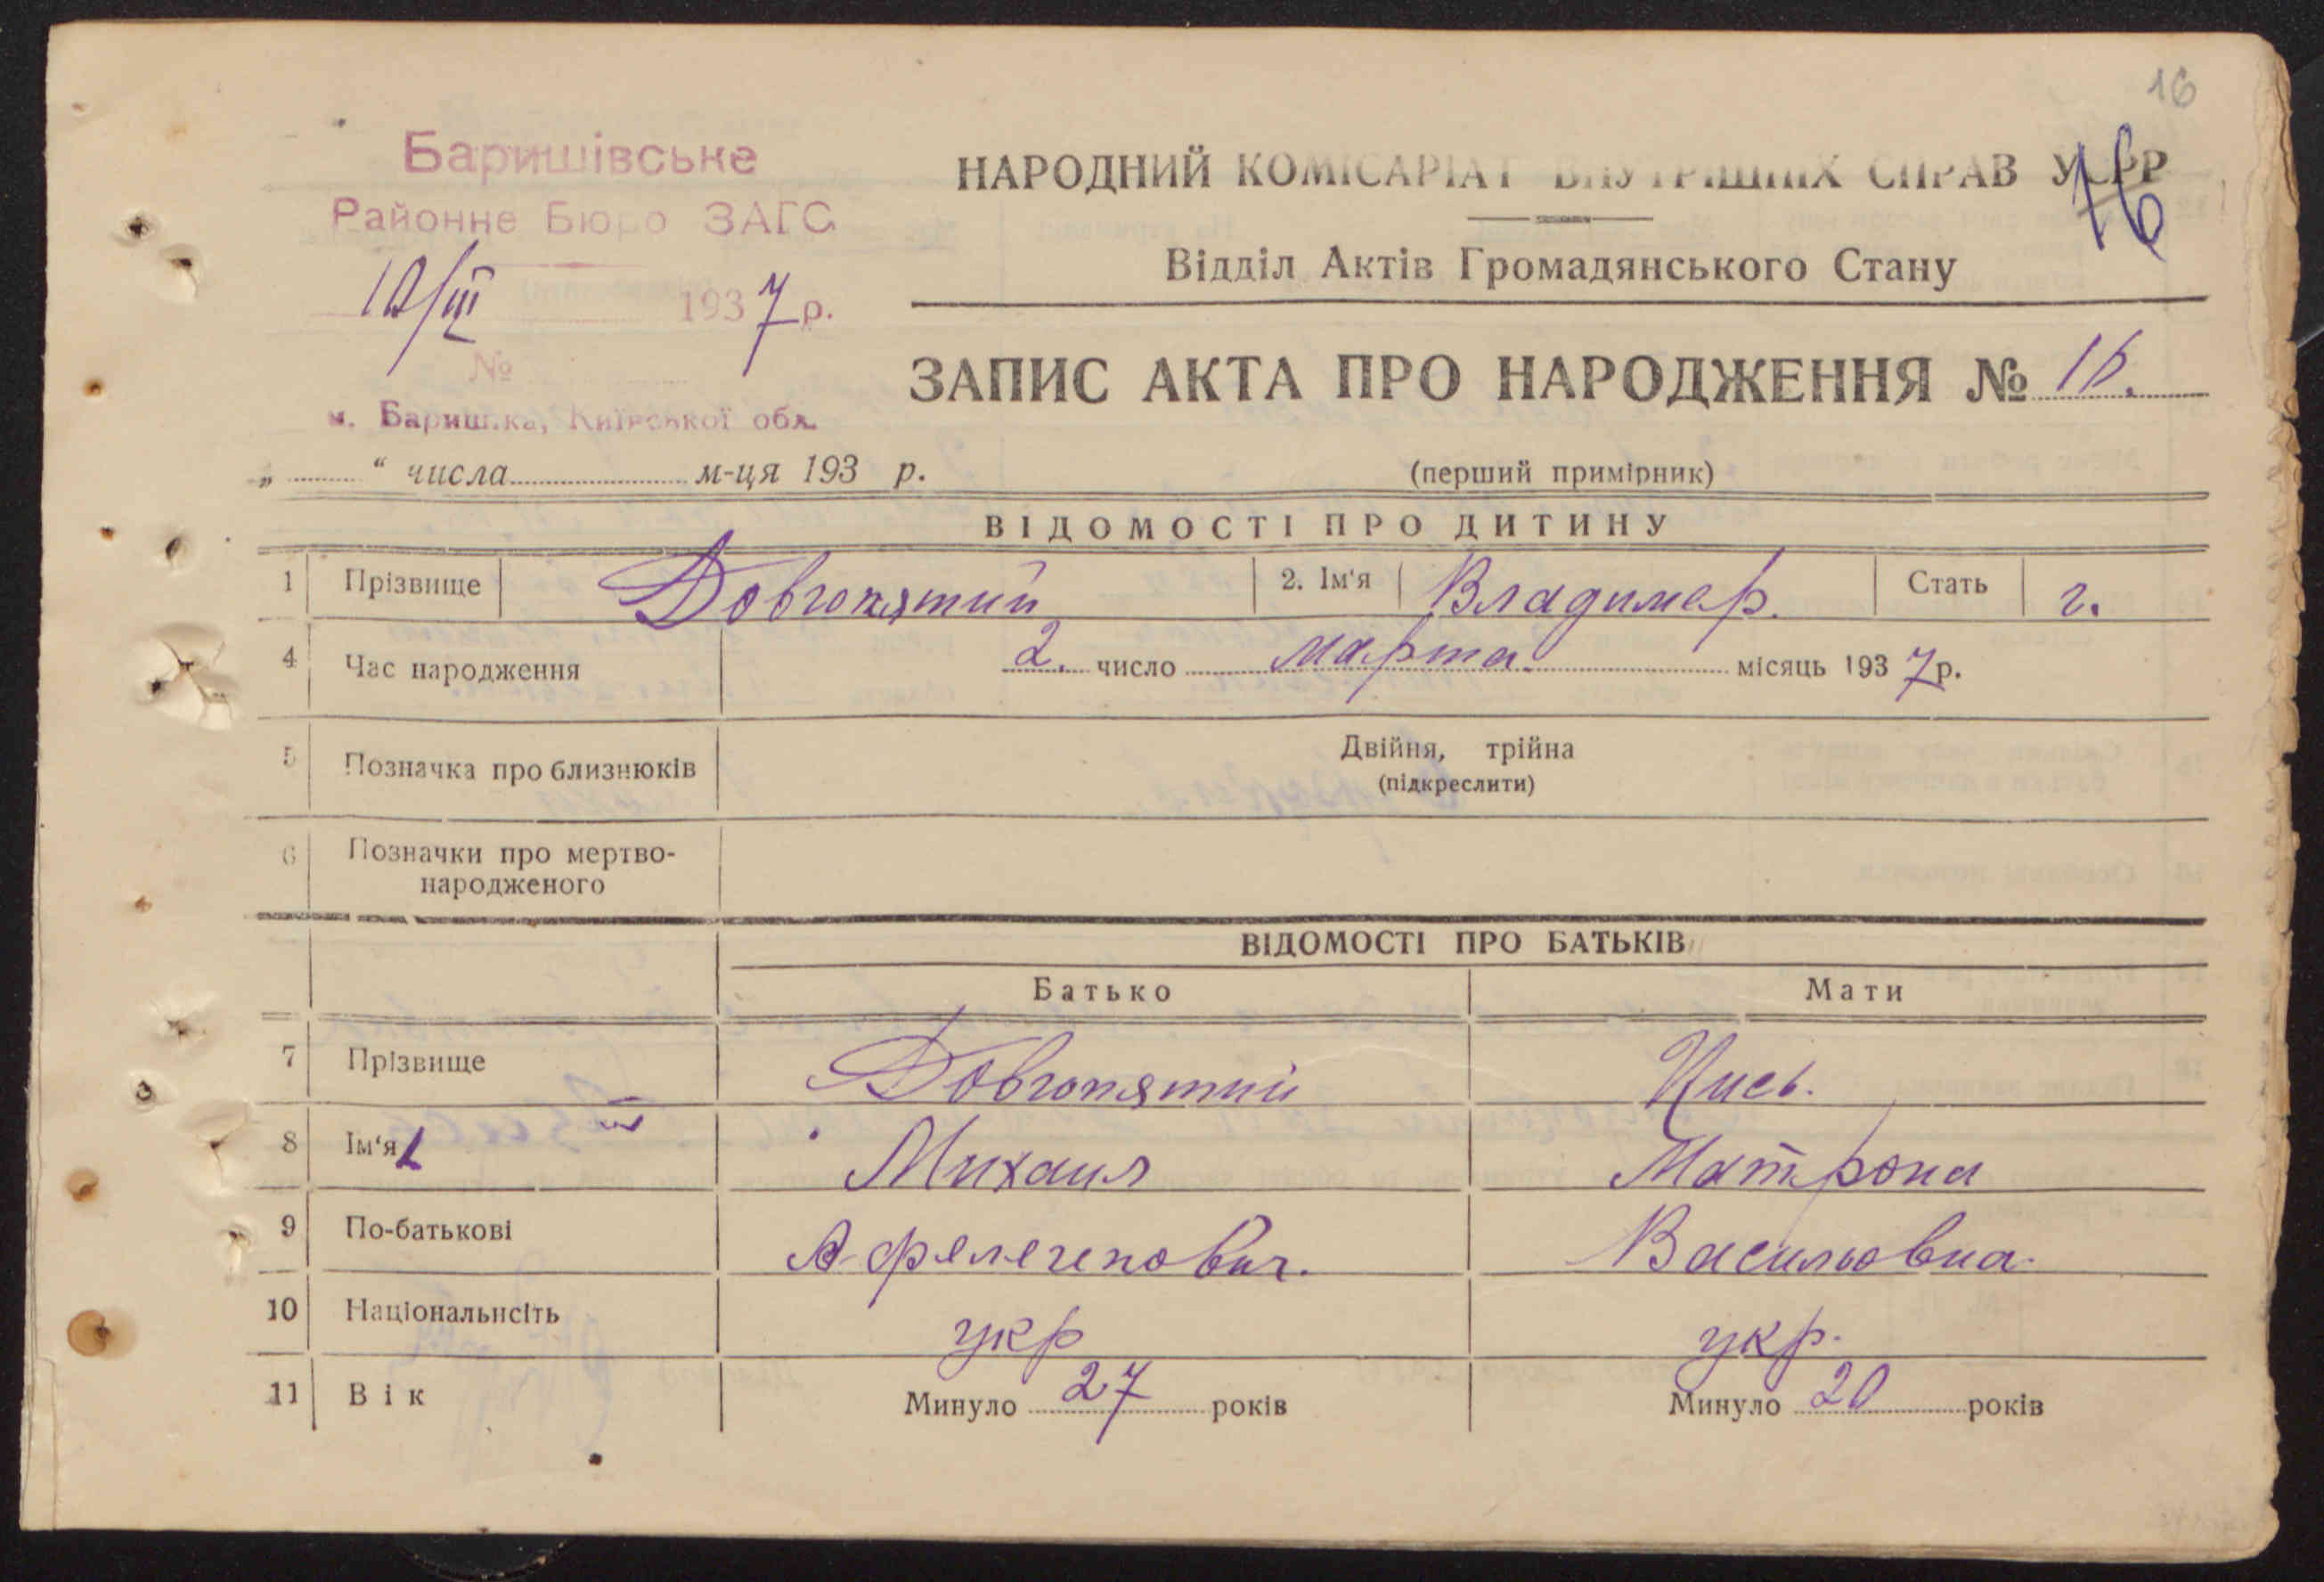 16
Баришівське
Районне Бюро ЗАГС
10/III 1937 р.
№
м. Баришівка, Київської обл.
НАРОДНИЙ КОМІСАРІАТ ВНУТРІШНІХ СПРАВ УСРР
16
Відділ Актів Громадянського Стану
ЗАПИС АКТА ПРО НАРОДЖЕННЯ № 16.
„ “ числа м-ця 193 р.
(перший примірник)
ВІДОМОСТІ ПРО ДИТИНУ
1 Прізвище Довгопятий 2. Ім'я Владимер. Стать г.
4 Час народження 2. число марта. місяць 1937 р.
5 Позначка про близнюків Двійня, трійна
(підкреслити)
6 Позначки про мертво-
народженого
ВІДОМОСТІ ПРО БАТЬКІВ
Батько Мати
7 Прізвище Довгопятий
8 Ім'я Михаил Матрона
9 По-батькові Васильовна.
10 Національнсіть укр укр.
11 Вік Минуло 27 років Минуло 20 років